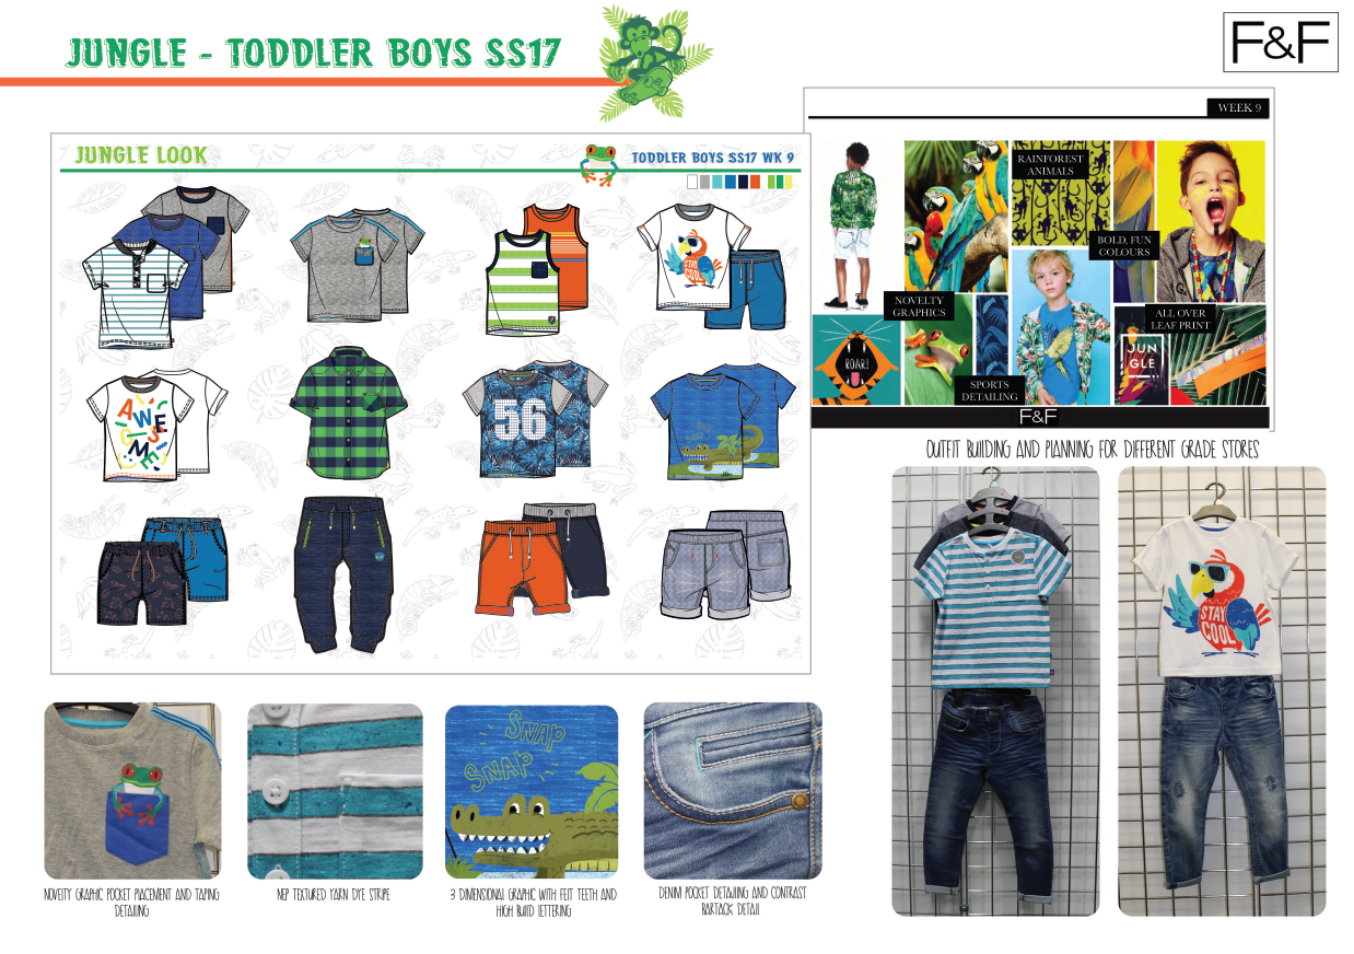 JUNGLE - TODDLER BOYS SS17
F&F
JUNGLE LOOK
TODDLER BOYS SS17 WK 9
STAY
COOL
AWE
SOME
56
WEEK 9
RAINFOREST
ANIMALS
BOLD, FUN
COLOURS
NOVELTY
GRAPHICS
ALL OVER
LEAF PRINT
ROAR!
JUN
GLE
SPORTS
DETAILING
F&F
OUTFIT BUILDING AND PLANNING FOR DIFFERENT GRADE STORES
STAY
COOL
SNAP
SNAP
NOVELTY GRAPHIC POCKET PLACEMENT AND TAPING
DETAILING
NEP TEXTURED YARN DYE STRIPE
3 DIMENSIONAL GRAPHIC WITH FELT TEETH AND
HIGH BUILD LETTERING
DENIM POCKET DETAILING AND CONTRAST
BARTACK DETAIL